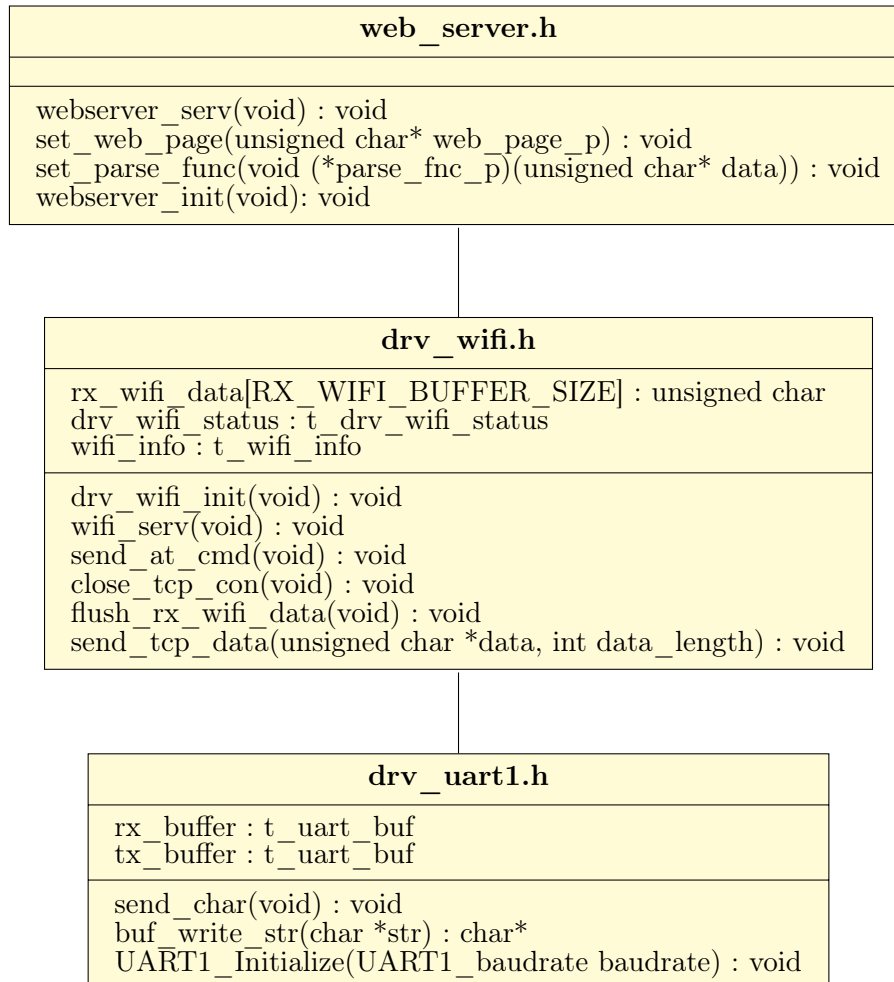 web_server.h
webserver_serv(void) : void
set_web_page(unsigned char* web_page_p) : void
set_parse_func(void (*parse_fnc_p)(unsigned char* data)) : void
webserver_init(void): void
drv_wifi.h
rx_wifi_data[RX_WIFI_BUFFER_SIZE] : unsigned char
drv_wifi_status : t_drv_wifi_status
wifi_info : t_wifi_info
drv_wifi_init(void) : void
wifi_serv(void) : void
send_at_cmd(void) : void
close_tcp_con(void) : void
flush_rx_wifi_data(void) : void
send_tcp_data(unsigned char *data, int data_length) : void
drv_uart1.h
rx_buffer : t_uart_buf
tx_buffer : t_uart_buf
send_char(void) : void
buf_write_str(char *str) : char*
UART1_Initialize(UART1_baudrate baudrate) : void